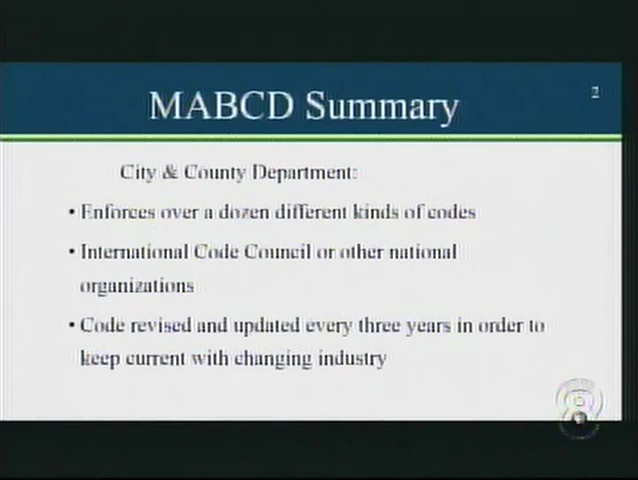 MABCD Summary
2
City & County Department:
• Enforces over a dozen different kinds of codes
• International Code Council or other national
organizations
• Code revised and updated every three years in order to
keep current with changing industry
8